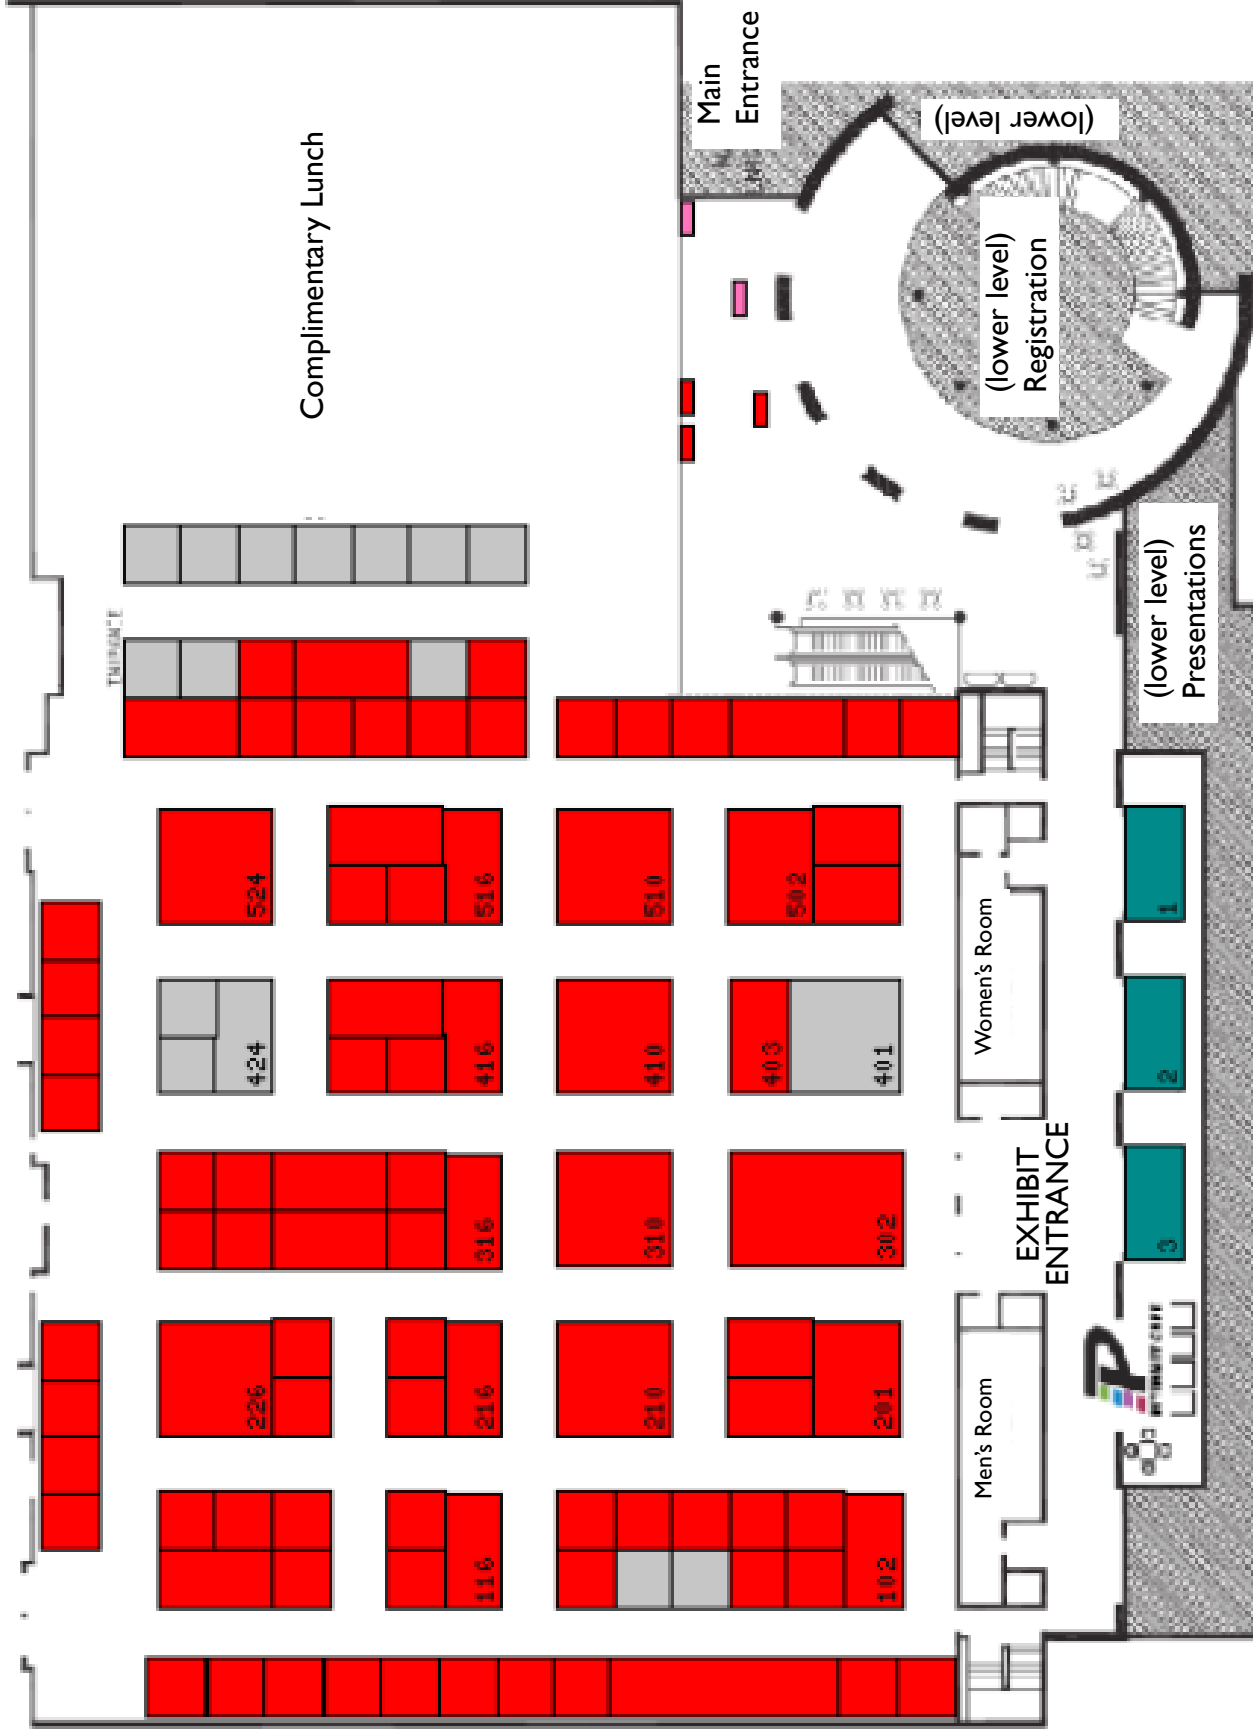 Complimentary Lunch
Main
Entrance
(lower level)
(lower level)
Registration
(lower level)
Presentations
524
516
510
502
424
416
410
403
401
316
310
302
226
216
210
201
116
102
Women's Room
Men's Room
EXHIBIT
ENTRANCE
1
2
3
P